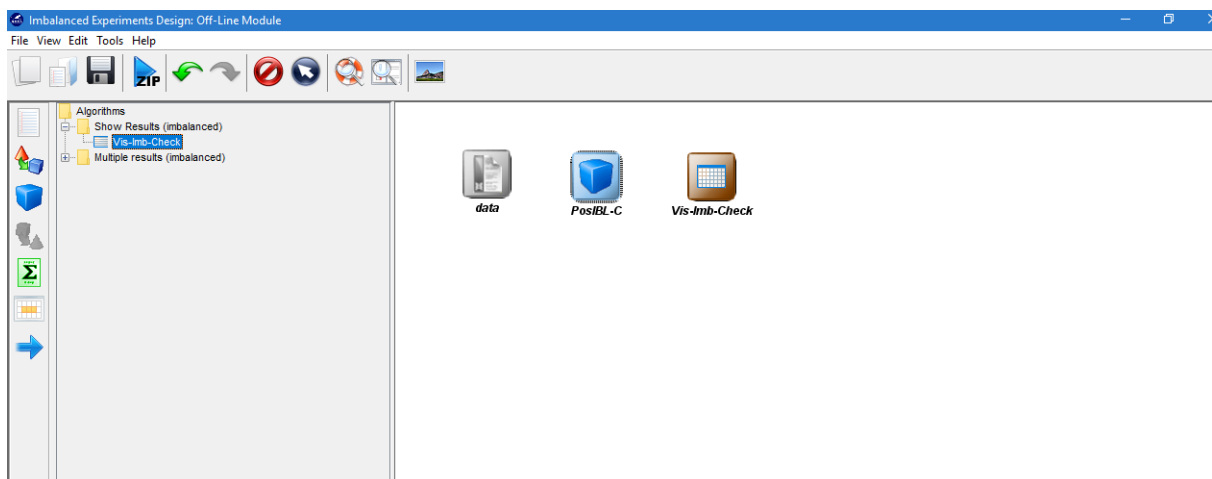 Imbalanced Experiments Design: Off-Line Module
File View Edit Tools Help
ZIP
Algorithms
Show Results (imbalanced)
Vis-Imb-Check
Multiple results (imbalanced)
data
PosIBL-C
Vis-Imb-Check
Σ